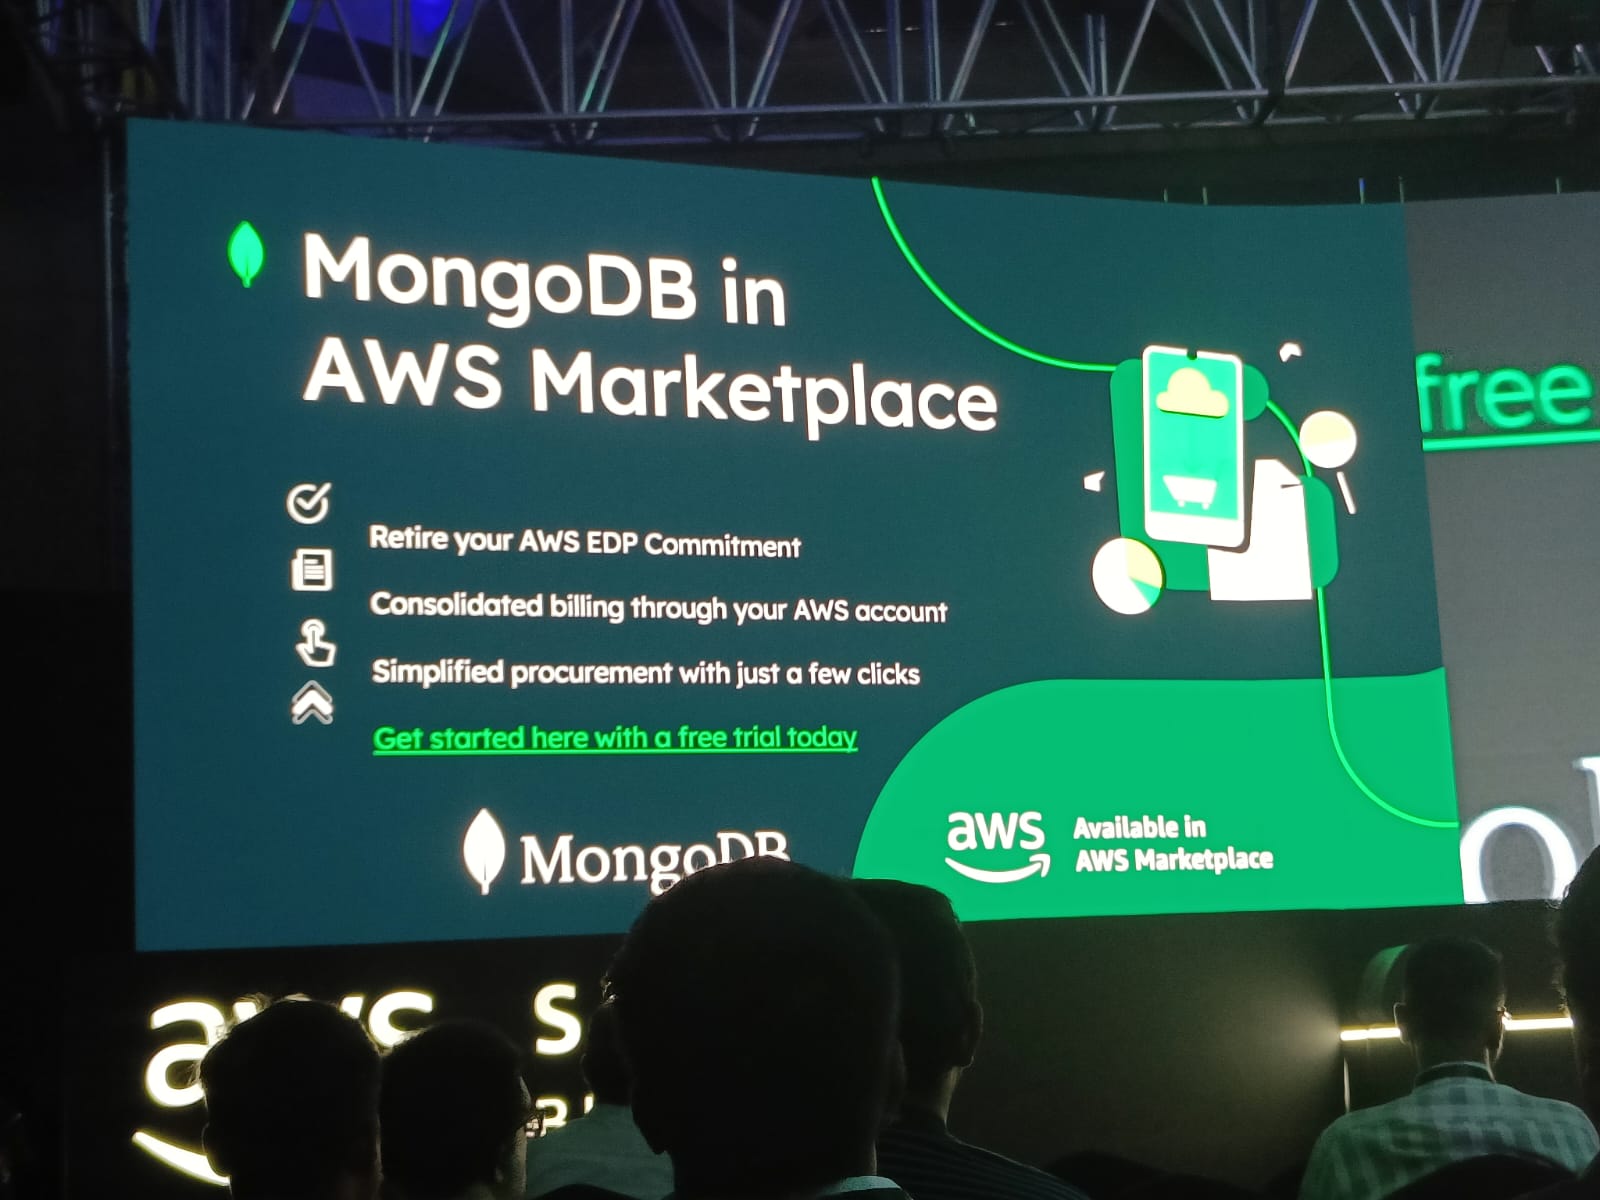 MongoDB in
AWS Marketplace
Retire your AWS EDP Commitment
Consolidated billing through your AWS account
Simplified procurement with just a few clicks
Get started here with a free trial today
MongoDB
aws
Available in
AWS Marketplace
free
aws